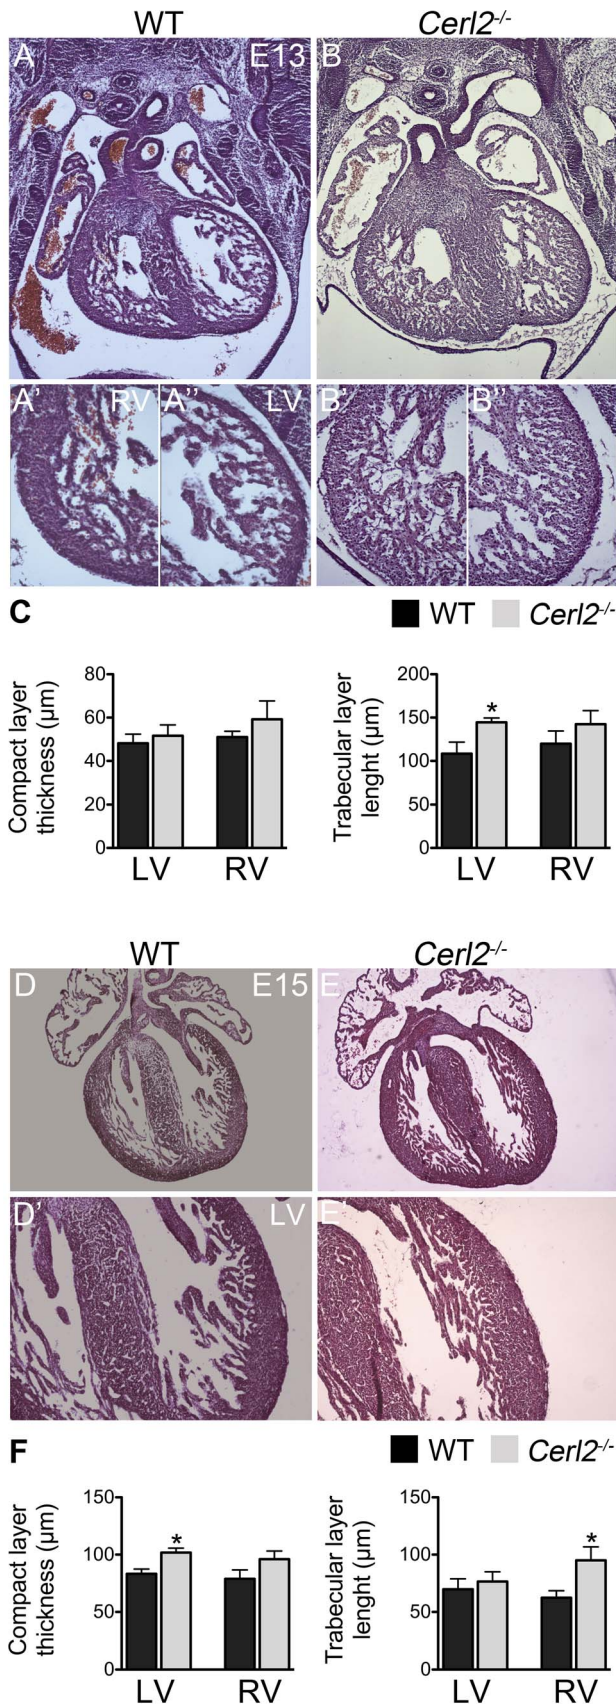 WT Cerl2-/-
A E13 B
A' RV A'' LV B' B''
C WT Cerl2-/-
Compact layer
thickness (µm)
80
60
40
20
0
LV RV
Trabecular layer
lenght (µm)
200
150
100
50
0
*
LV RV
WT Cerl2-/-
D E15 E
D' LV E'
F WT Cerl2-/-
Compact layer
thickness (µm)
150
100
50
0
*
LV RV
Trabecular layer
lenght (µm)
150
100
50
0
*
LV RV